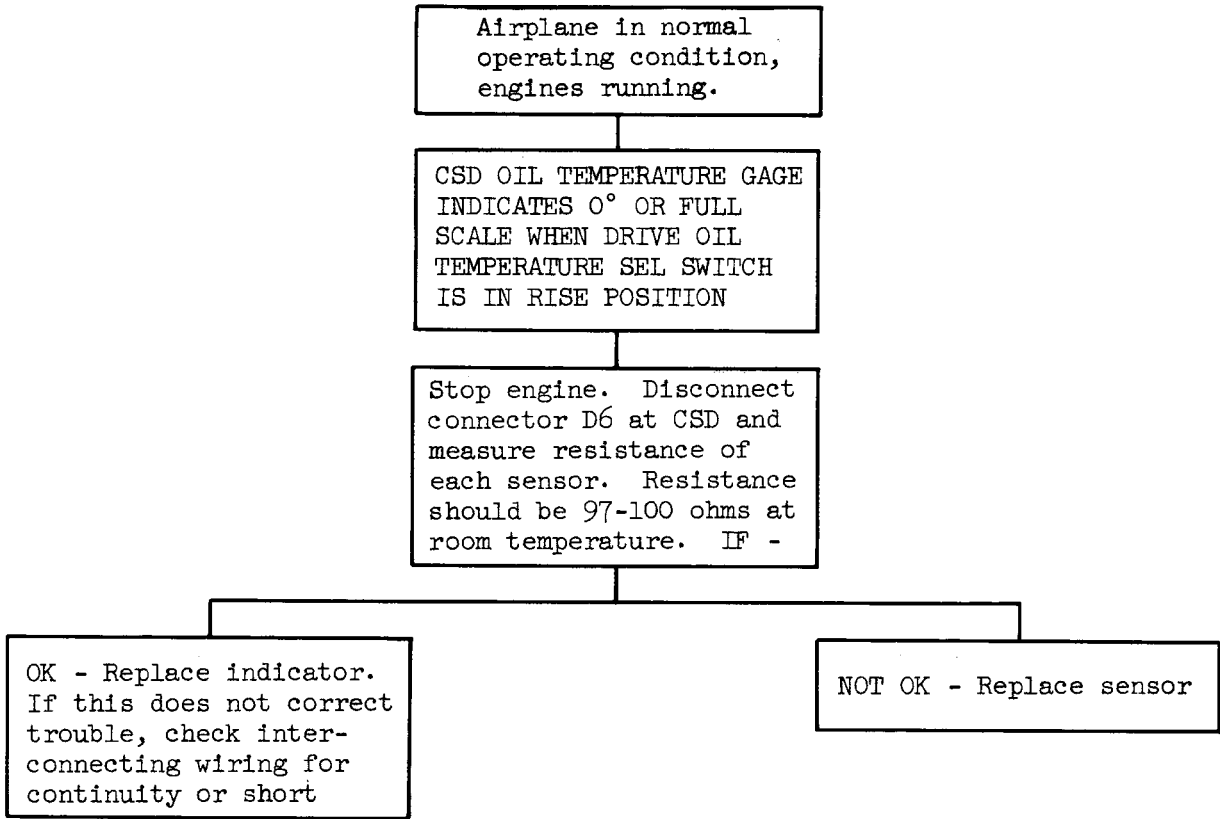 Airplane in normal
operating condition,
engines running.
CSD OIL TEMPERATURE GAGE
INDICATES 0° OR FULL
SCALE WHEN DRIVE OIL
TEMPERATURE SEL SWITCH
IS IN RISE POSITION
Stop engine. Disconnect
connector D6 at CSD and
measure resistance of
each sensor. Resistance
should be 97-100 ohms at
room temperature. IF -
OK - Replace indicator.
If this does not correct
trouble, check inter-
connecting wiring for
continuity or short
NOT OK - Replace sensor